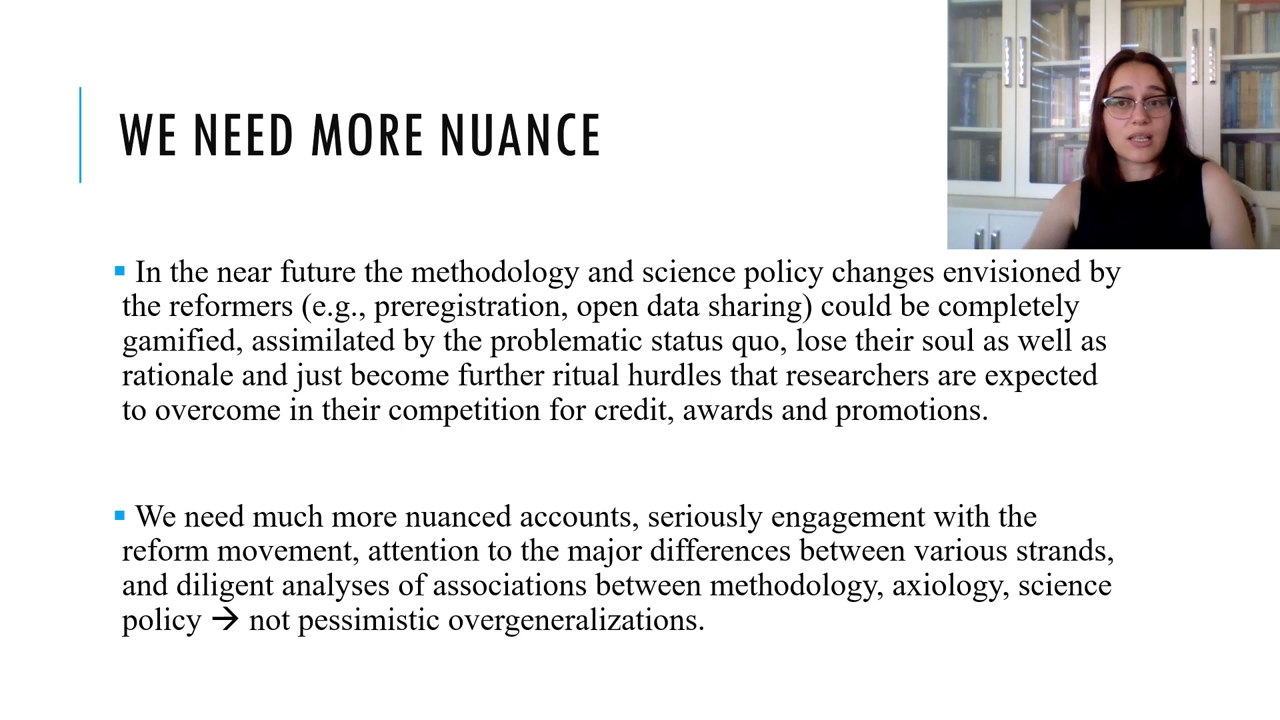 WE NEED MORE NUANCE
▪ In the near future the methodology and science policy changes envisioned by
the reformers (e.g., preregistration, open data sharing) could be completely
gamified, assimilated by the problematic status quo, lose their soul as well as
rationale and just become further ritual hurdles that researchers are expected
to overcome in their competition for credit, awards and promotions.
▪ We need much more nuanced accounts, seriously engagement with the
reform movement, attention to the major differences between various strands,
and diligent analyses of associations between methodology, axiology, science
policy → not pessimistic overgeneralizations.